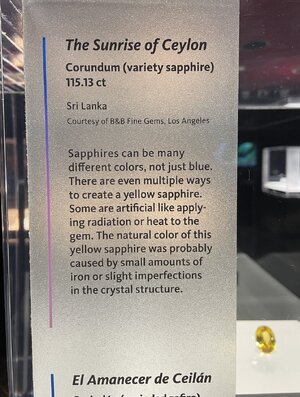 The Sunrise of Ceylon
Corundum (variety sapphire)
115.13 ct
Sri Lanka
Courtesy of B&B Fine Gems, Los Angeles
Sapphires can be many
different colors, not just blue.
There are even multiple ways
to create a yellow sapphire.
Some are artificial like apply-
ing radiation or heat to the
gem. The natural color of this
yellow sapphire was probably
caused by small amounts of
iron or slight imperfections
in the crystal structure.
El Amanecer de Ceilán